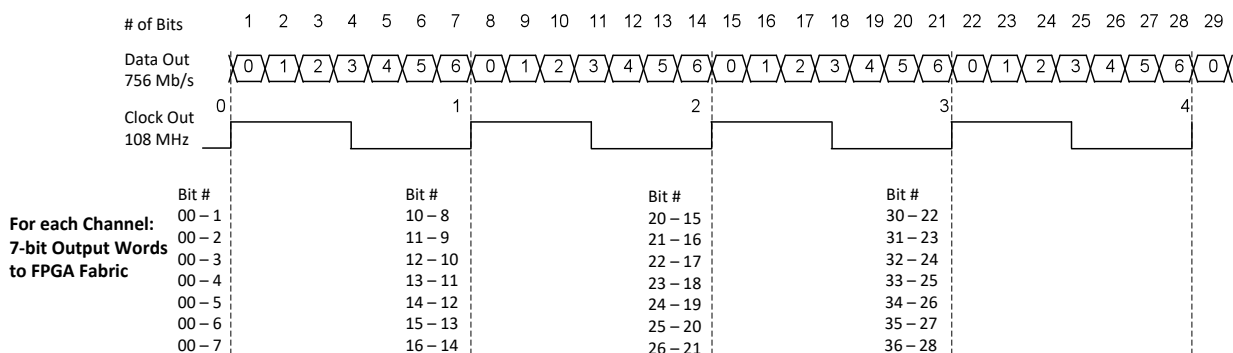 # of Bits 1 2 3 4 5 6 7 8 9 10 11 12 13 14 15 16 17 18 19 20 21 22 23 24 25 26 27 28 29
Data Out
756 Mb/s
0 1 2 3 4 5 6 0 1 2 3 4 5 6 0 1 2 3 4 5 6 0 1 2 3 4 5 6 0
0 1 2 3 4
Clock Out
108 MHz
For each Channel:
7-bit Output Words
to FPGA Fabric
Bit #
00 – 1
00 – 2
00 – 3
00 – 4
00 – 5
00 – 6
00 – 7
Bit #
10 – 8
11 – 9
12 – 10
13 – 11
14 – 12
15 – 13
16 – 14
Bit #
20 – 15
21 – 16
22 – 17
23 – 18
24 – 19
25 – 20
26 – 21
Bit #
30 – 22
31 – 23
32 – 24
33 – 25
34 – 26
35 – 27
36 – 28